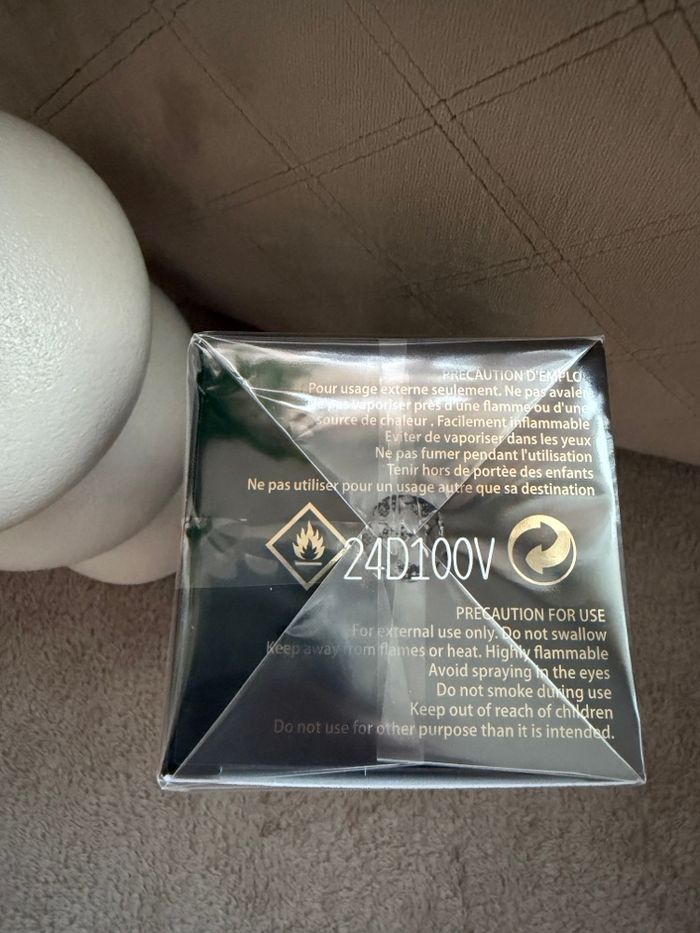 PRECAUTION D'EMPLOI
Pour usage externe seulement. Ne pas avaler
Ne pas vaporiser près d'une flamme ou d'une
source de chaleur . Facilement inflammable
Eviter de vaporiser dans les yeux
Ne pas fumer pendant l'utilisation
Tenir hors de portèe des enfants
Ne pas utiliser pour un usage autre que sa destination
24D100V
PRECAUTION FOR USE
For external use only. Do not swallow
Keep away from flames or heat. Highly flammable
Avoid spraying in the eyes
Do not smoke during use
Keep out of reach of children
Do not use for other purpose than it is intended.